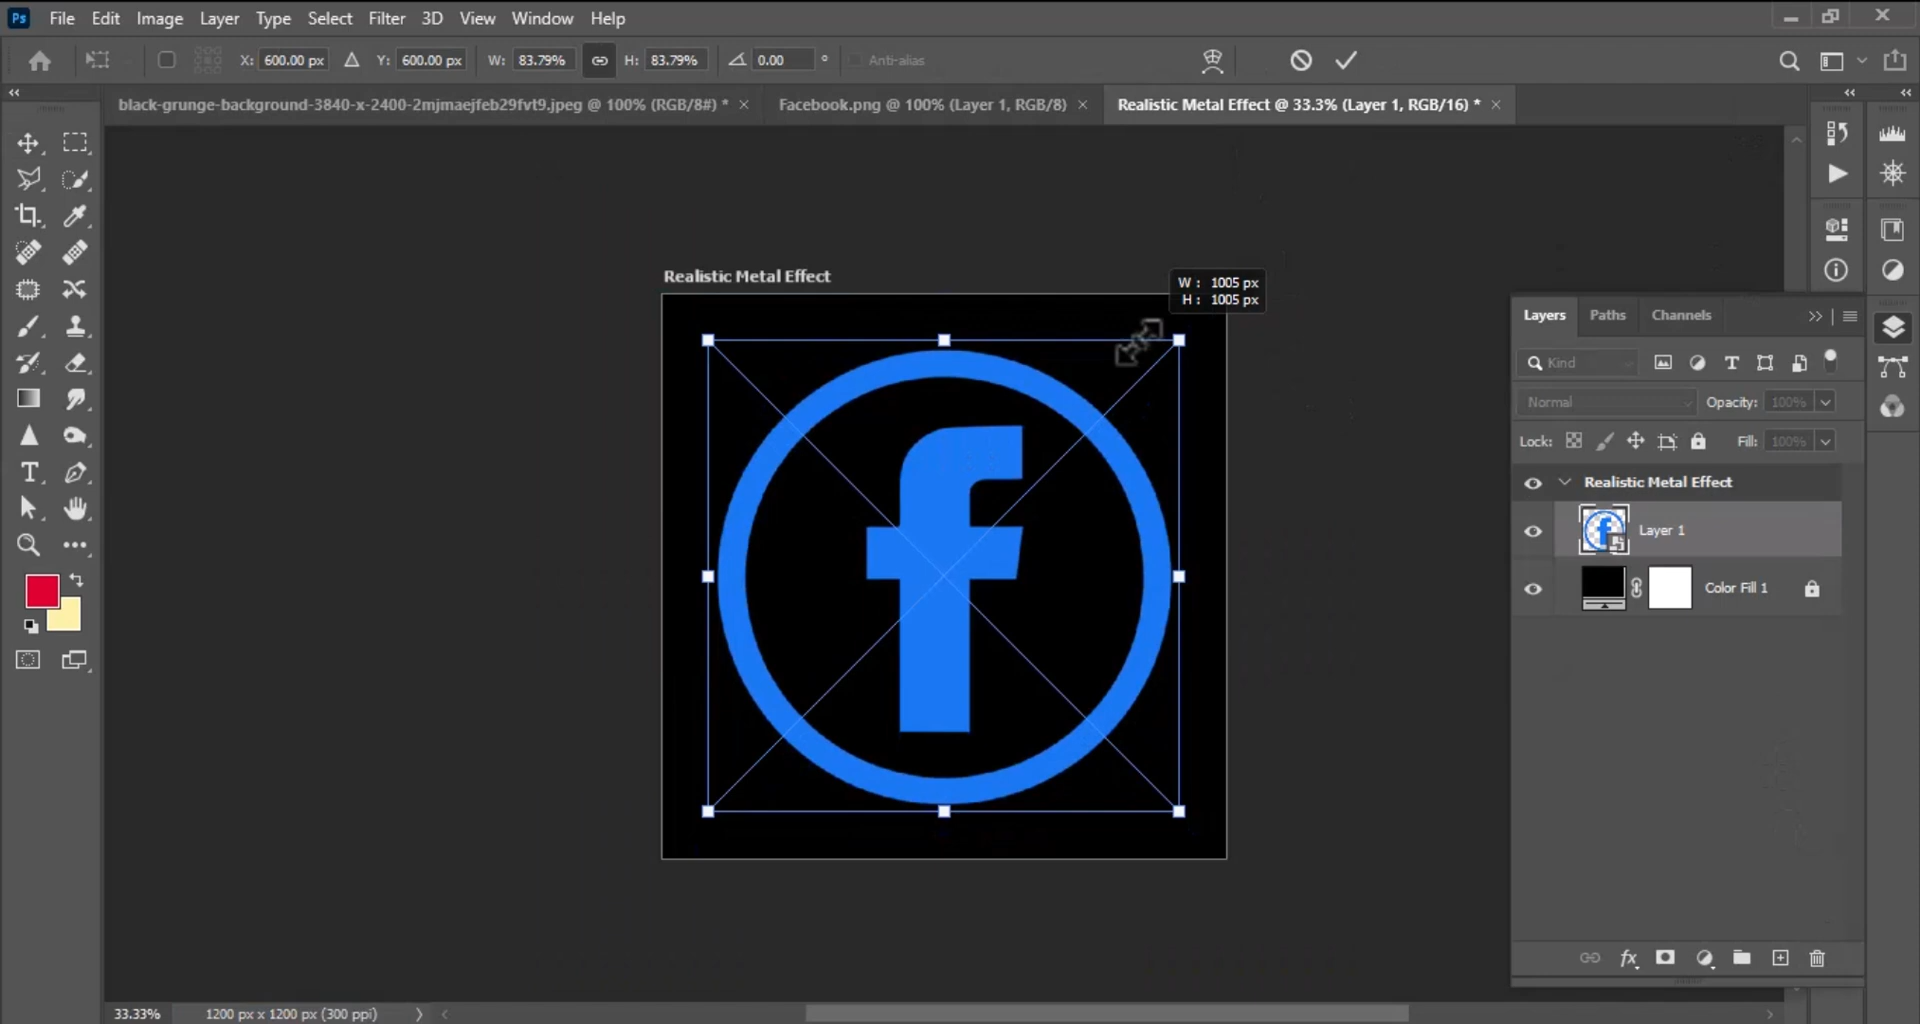 Ps File Edit Image Layer Type Select Filter 3D View Window Help
X: 600.00 px Y: 600.00 px W: 83.79% H: 83.79% 0.00 ° Anti-alias
black-grunge-background-3840-x-2400-2mjmaejfeb29fvt9.jpeg @ 100% (RGB/8#) * Facebook.png @ 100% (Layer 1, RGB/8) Realistic Metal Effect @ 33.3% (Layer 1, RGB/16) *
Realistic Metal Effect
W : 1005 px
H : 1005 px
f
Layers Paths Channels
Kind
Normal Opacity: 100%
Lock: Fill: 100%
Realistic Metal Effect
Layer 1
Color Fill 1
fx
33.33% 1200 px x 1200 px (300 ppi)